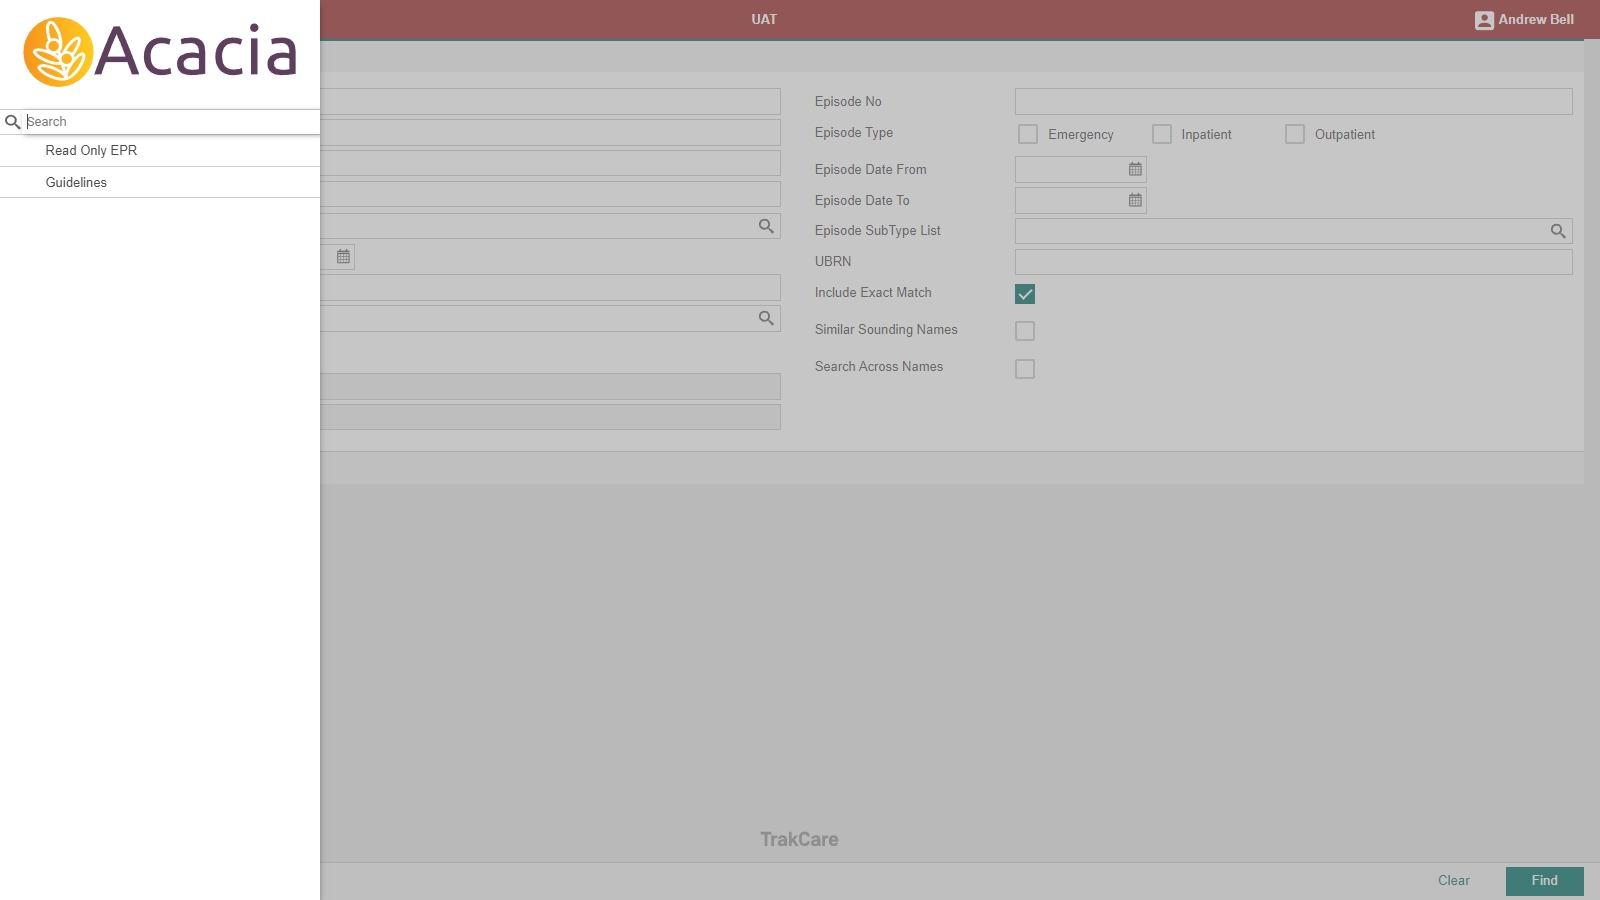 Acacia
UAT
Andrew Bell
Search
Read Only EPR
Guidelines
Episode No
Episode Type
Emergency
Inpatient
Outpatient
Episode Date From
Episode Date To
Episode SubType List
UBRN
Include Exact Match
Similar Sounding Names
Search Across Names
TrakCare
Clear
Find